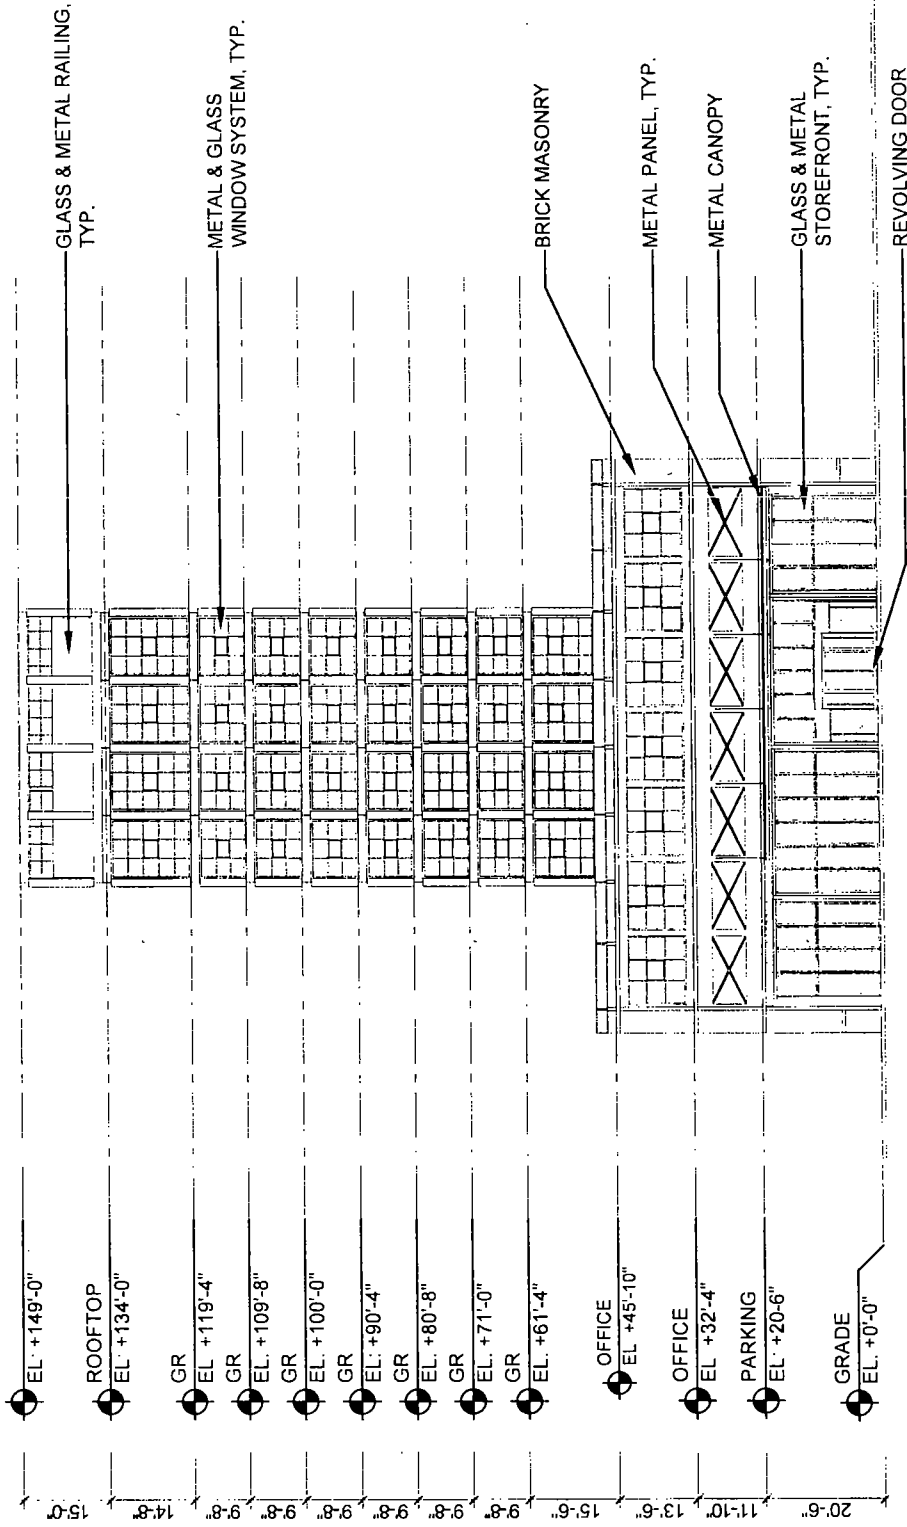 GLASS & METAL RAILING,
TYP.
METAL & GLASS
WINDOW SYSTEM, TYP.
BRICK MASONRY
METAL PANEL, TYP.
METAL CANOPY
GLASS & METAL
STOREFRONT, TYP.
REVOLVING DOOR
EL. +149'-0"
ROOFTOP
EL. +134'-0"
GR
EL +119'-4"
GR
EL. +109'-8"
GR
EL. +100'-0"
GR
EL. +90'-4"
GR
EL. +80'-8"
GR
EL. +71'-0"
GR
EL. +61'-4"
OFFICE
EL +45'-10"
OFFICE
EL +32'-4"
PARKING
EL. +20-6"
GRADE
EL. +0'-0"
15'-0"
14'-8"
9'-8"
9'-8"
9'-8"
9'-8"
9'-8"
9'-8"
15'-6"
13'-6"
11'-10"
20'-6"